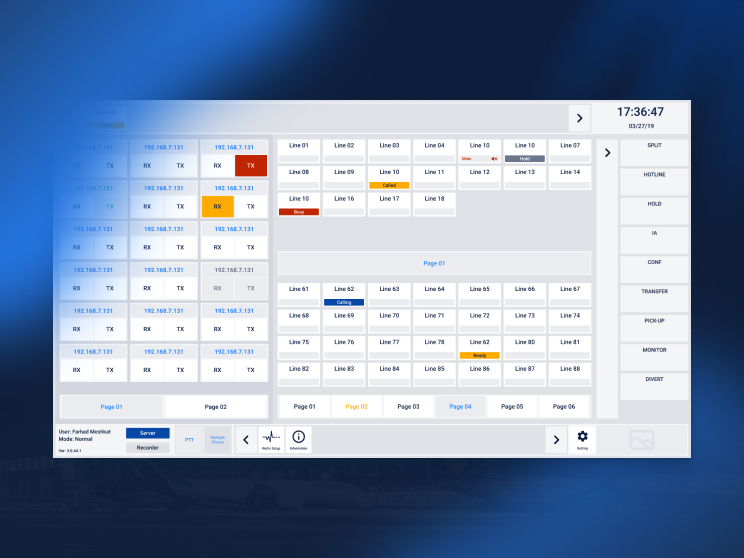 17:36:47
03/27/19
192.168.7.131 192.168.7.131 192.168.7.131
RX TX RX TX RX TX
192.168.7.131 192.168.7.131 192.168.7.131
RX TX RX TX RX TX
192.168.7.131 192.168.7.131 192.168.7.131
RX TX RX TX RX TX
192.168.7.131 192.168.7.131 192.168.7.131
RX TX RX TX RX TX
192.168.7.131 192.168.7.131 192.168.7.131
RX TX RX TX RX TX
192.168.7.131 192.168.7.131 192.168.7.131
RX TX RX TX RX TX
Page 01 Page 02
Line 01 Line 02 Line 03 Line 04 Line 10 Line 10 Line 07
Mute Hold
Line 08 Line 09 Line 10 Line 11 Line 12 Line 13 Line 14
Called
Line 10 Line 16 Line 17 Line 18
Busy
Page 01
Line 61 Line 62 Line 63 Line 64 Line 65 Line 66 Line 67
Calling
Line 68 Line 69 Line 70 Line 71 Line 72 Line 73 Line 74
Line 75 Line 76 Line 77 Line 78 Line 62 Line 80 Line 81
Ready
Line 82 Line 83 Line 84 Line 85 Line 86 Line 87 Line 88
Page 01 Page 02 Page 03 Page 04 Page 05 Page 06
SPLIT
HOTLINE
HOLD
IA
CONF
TRANSFER
PICK-UP
MONITOR
DIVERT
User: Farhad Meshkat
Mode: Normal
Ver: 3.0.44.1
Server
Recorder
PTT
Multiple
Choice
Radio Setup
Information
Setting